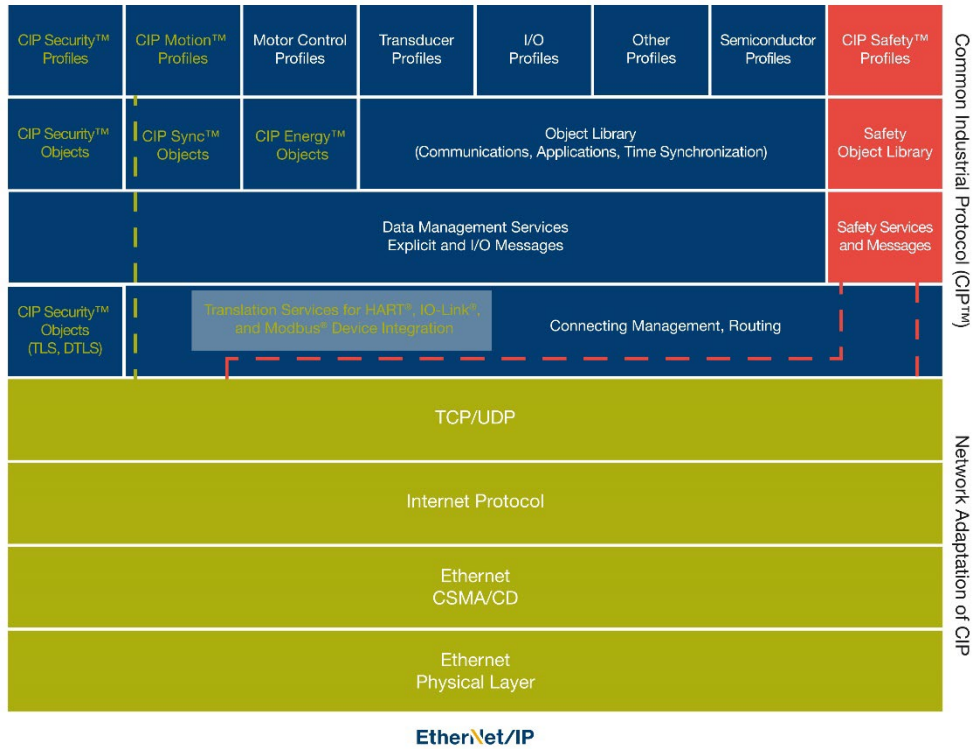 CIP Security™
Profiles
CIP Motion™
Profiles
Motor Control
Profiles
Transducer
Profiles
I/O
Profiles
Other
Profiles
Semiconductor
Profiles
CIP Safety™
Profiles
CIP Security™
Objects
CIP Sync™
Objects
CIP Energy™
Objects
Object Library
(Communications, Applications, Time Synchronization)
Safety
Object Library
Data Management Services
Explicit and I/O Messages
Safety Services
and Messages
CIP Security™
Objects
(TLS, DTLS)
Translation Services for HART®, IO-Link®,
and Modbus® Device Integration
Connecting Management, Routing
Common Industrial Protocol (CIP™)
TCP/UDP
Internet Protocol
Ethernet
CSMA/CD
Ethernet
Physical Layer
Network Adaptation of CIP
EtherNet/IP